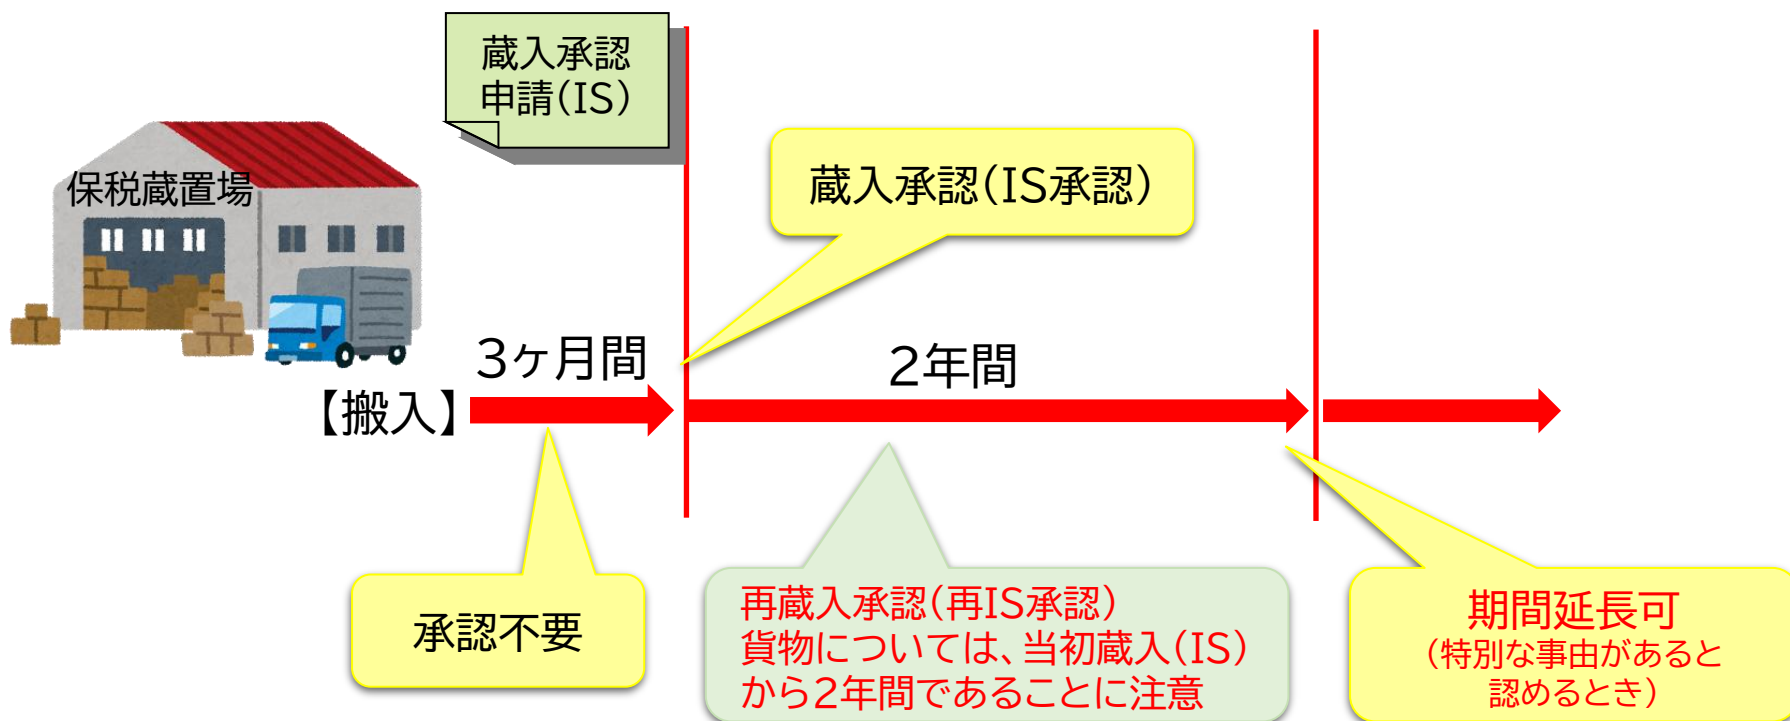 蔵入承認
申請(IS)
保税蔵置場
蔵入承認(IS承認)
3ヶ月間
2年間
【搬入】
承認不要
再蔵入承認(再IS承認)
貨物については、当初蔵入(IS)
から2年間であることに注意
期間延長可
(特別な事由があると
認めるとき)